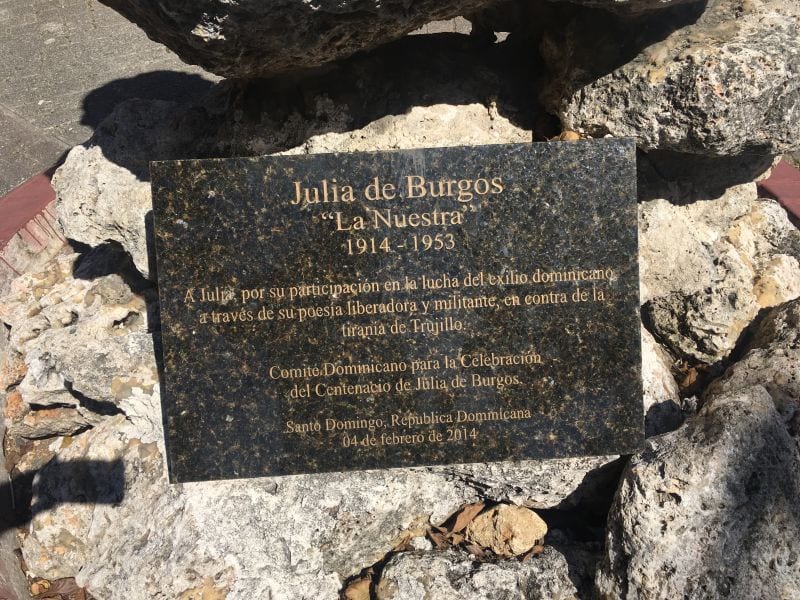 Julia de Burgos
“La Nuestra”
1914 - 1953
A Julia, por su participación en la lucha del exilio dominicano
a través de su poesía liberadora y militante, en contra de la
tiranía de Trujillo.
Comité Dominicano para la Celebración
del Centenacio de Julia de Burgos.
Santo Domingo, República Dominicana
04 de febrero de 2014